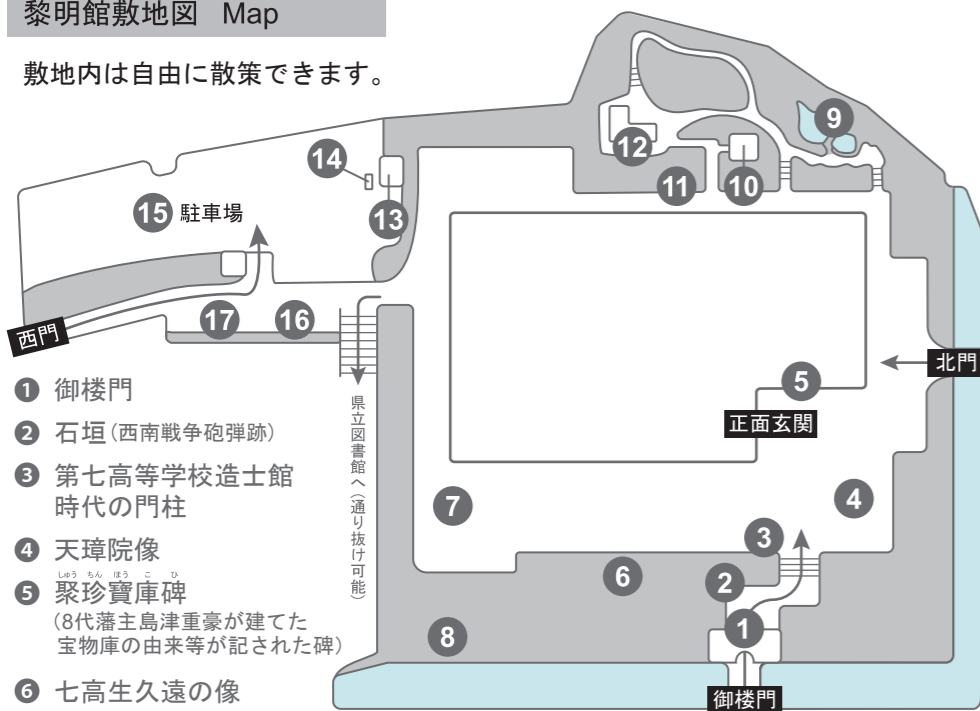 黎明館敷地図 Map
敷地内は自由に散策できます。
9
14
12
11
10
15 駐車場
13
17
16
西門
北門
5
正面玄関
県立図書館へ（通り抜け可能）
7
4
3
6
2
1
8
御楼門
❶ 御楼門
❷ 石垣(西南戦争砲弾跡)
❸ 第七高等学校造士館
時代の門柱
❹ 天璋院像
しゅう ちん ほう こ ひ
❺ 聚珍寶庫碑
(8代藩主島津重豪が建てた
宝物庫の由来等が記された碑)
❻ 七高生久遠の像